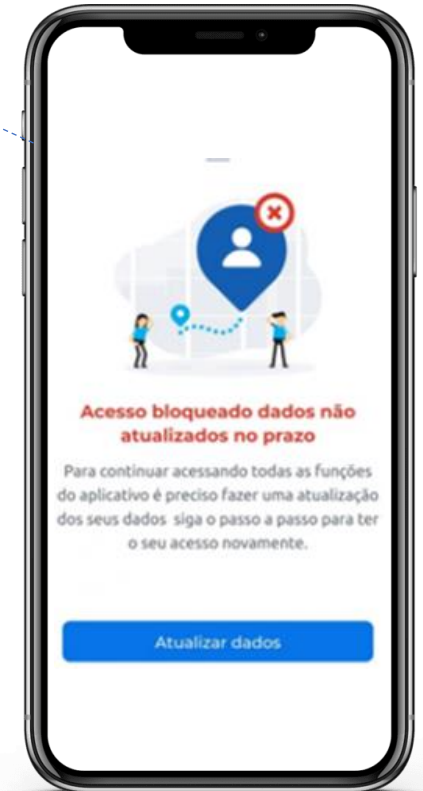 Acesso bloqueado dados não
atualizados no prazo
Para continuar acessando todas as funções
do aplicativo é preciso fazer uma atualização
dos seus dados siga o passo a passo para ter
o seu acesso novamente.
Atualizar dados